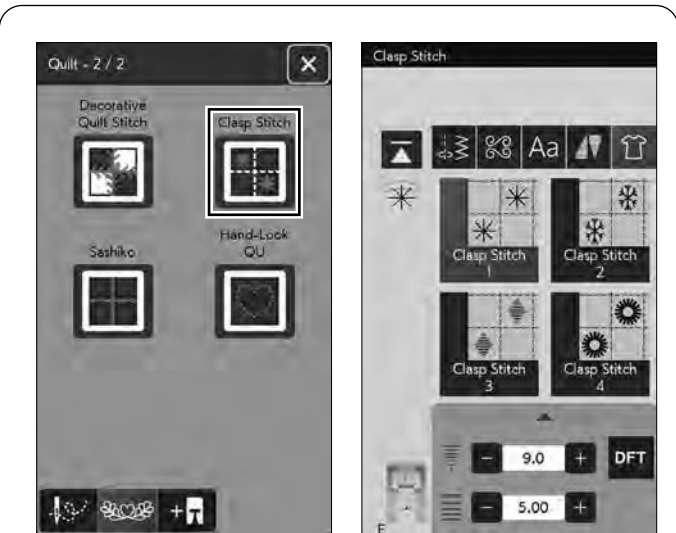 Quilt - 2 / 2
Decorative
Quilt Stitch
Clasp Stitch
Sashiko
Hand-Look
QU
Clasp Stitch
Aa
Clasp Stitch
1
Clasp Stitch
2
Clasp Stitch
3
Clasp Stitch
4
9.0
DFT
5.00
F